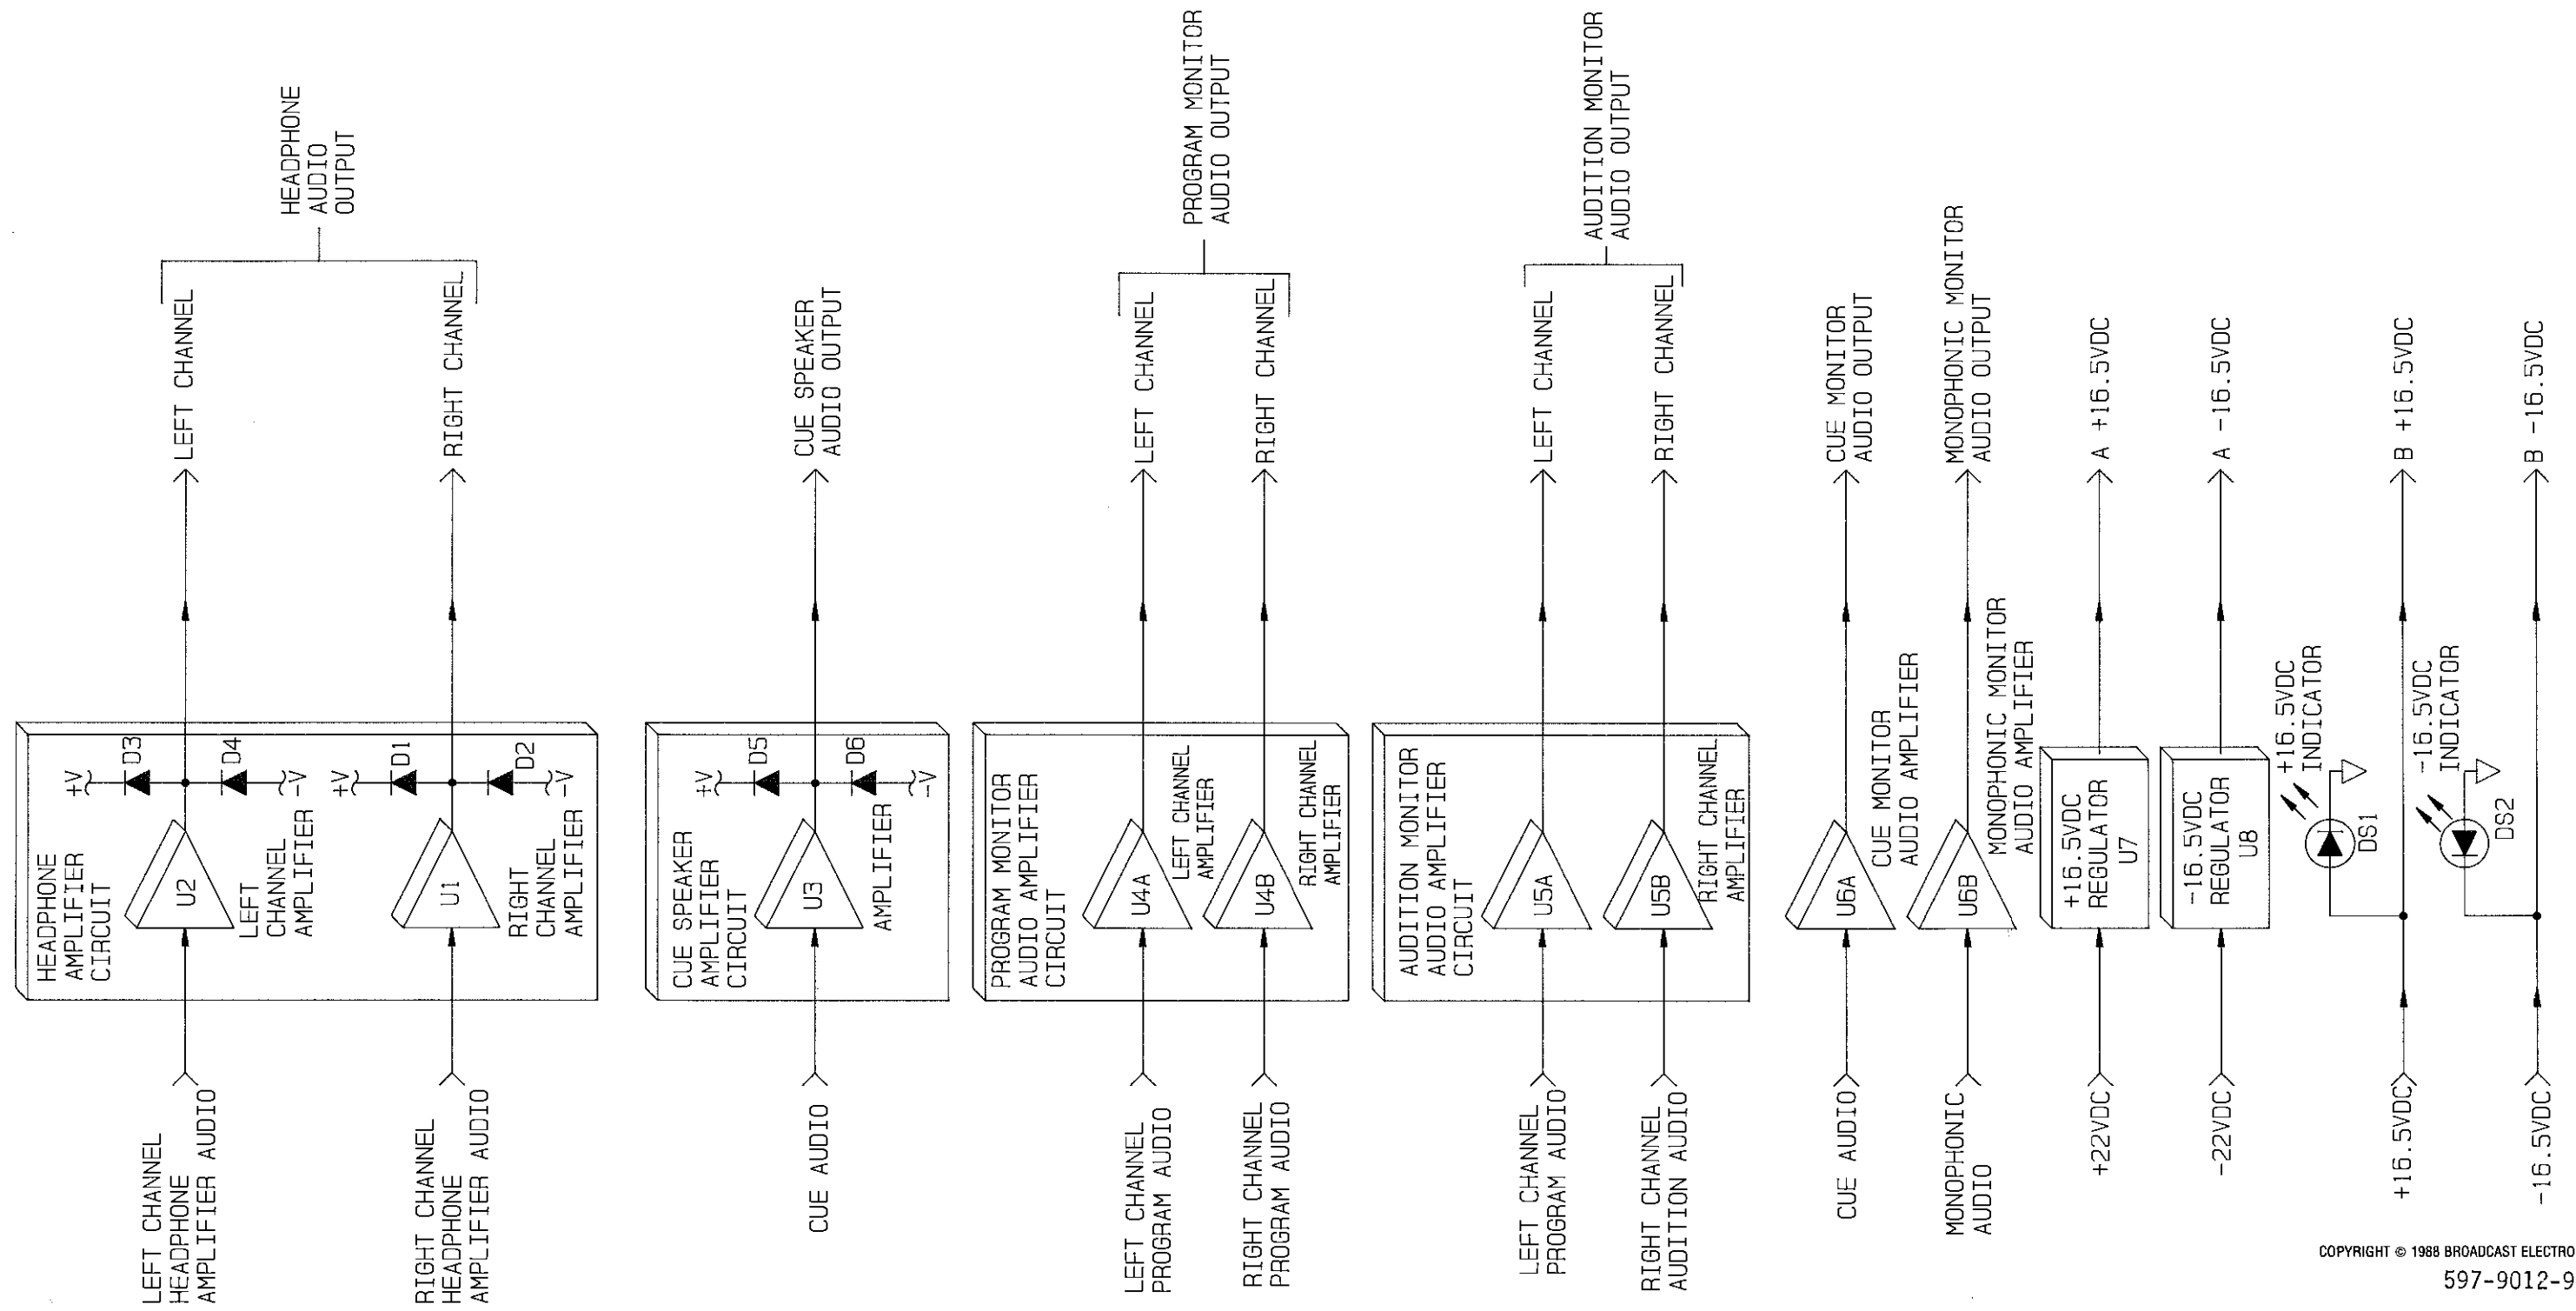 HEADPHONE
AUDIO
OUTPUT
LEFT CHANNEL
RIGHT CHANNEL
HEADPHONE
AMPLIFIER
CIRCUIT
+V
D3
D4
-V
U2
LEFT
CHANNEL
AMPLIFIER
+V
D1
D2
-V
U1
RIGHT
CHANNEL
AMPLIFIER
LEFT CHANNEL
HEADPHONE
AMPLIFIER AUDIO
RIGHT CHANNEL
HEADPHONE
AMPLIFIER AUDIO
CUE SPEAKER
AUDIO OUTPUT
CUE SPEAKER
AMPLIFIER
CIRCUIT
+V
D5
D6
-V
U3
AMPLIFIER
CUE AUDIO
PROGRAM MONITOR
AUDIO OUTPUT
LEFT CHANNEL
RIGHT CHANNEL
PROGRAM MONITOR
AUDIO AMPLIFIER
CIRCUIT
U4A
LEFT CHANNEL
AMPLIFIER
U4B
RIGHT CHANNEL
AMPLIFIER
LEFT CHANNEL
PROGRAM AUDIO
RIGHT CHANNEL
PROGRAM AUDIO
AUDITION MONITOR
AUDIO OUTPUT
LEFT CHANNEL
RIGHT CHANNEL
AUDITION MONITOR
AUDIO AMPLIFIER
CIRCUIT
U5A
U5B
RIGHT CHANNEL
AMPLIFIER
LEFT CHANNEL
PROGRAM AUDIO
RIGHT CHANNEL
AUDITION AUDIO
CUE MONITOR
AUDIO OUTPUT
U6A
CUE MONITOR
AUDIO AMPLIFIER
CUE AUDIO
MONOPHONIC MONITOR
AUDIO OUTPUT
U6B
MONOPHONIC MONITOR
AUDIO AMPLIFIER
MONOPHONIC
AUDIO
A +16.5VDC
+16.5VDC
REGULATOR
U7
+22VDC
A -16.5VDC
-16.5VDC
REGULATOR
U8
-22VDC
B +16.5VDC
+16.5VDC
INDICATOR
DS1
+16.5VDC
B -16.5VDC
-16.5VDC
INDICATOR
DS2
-16.5VDC
COPYRIGHT © 1988 BROADCAST ELECTRO
597-9012-9